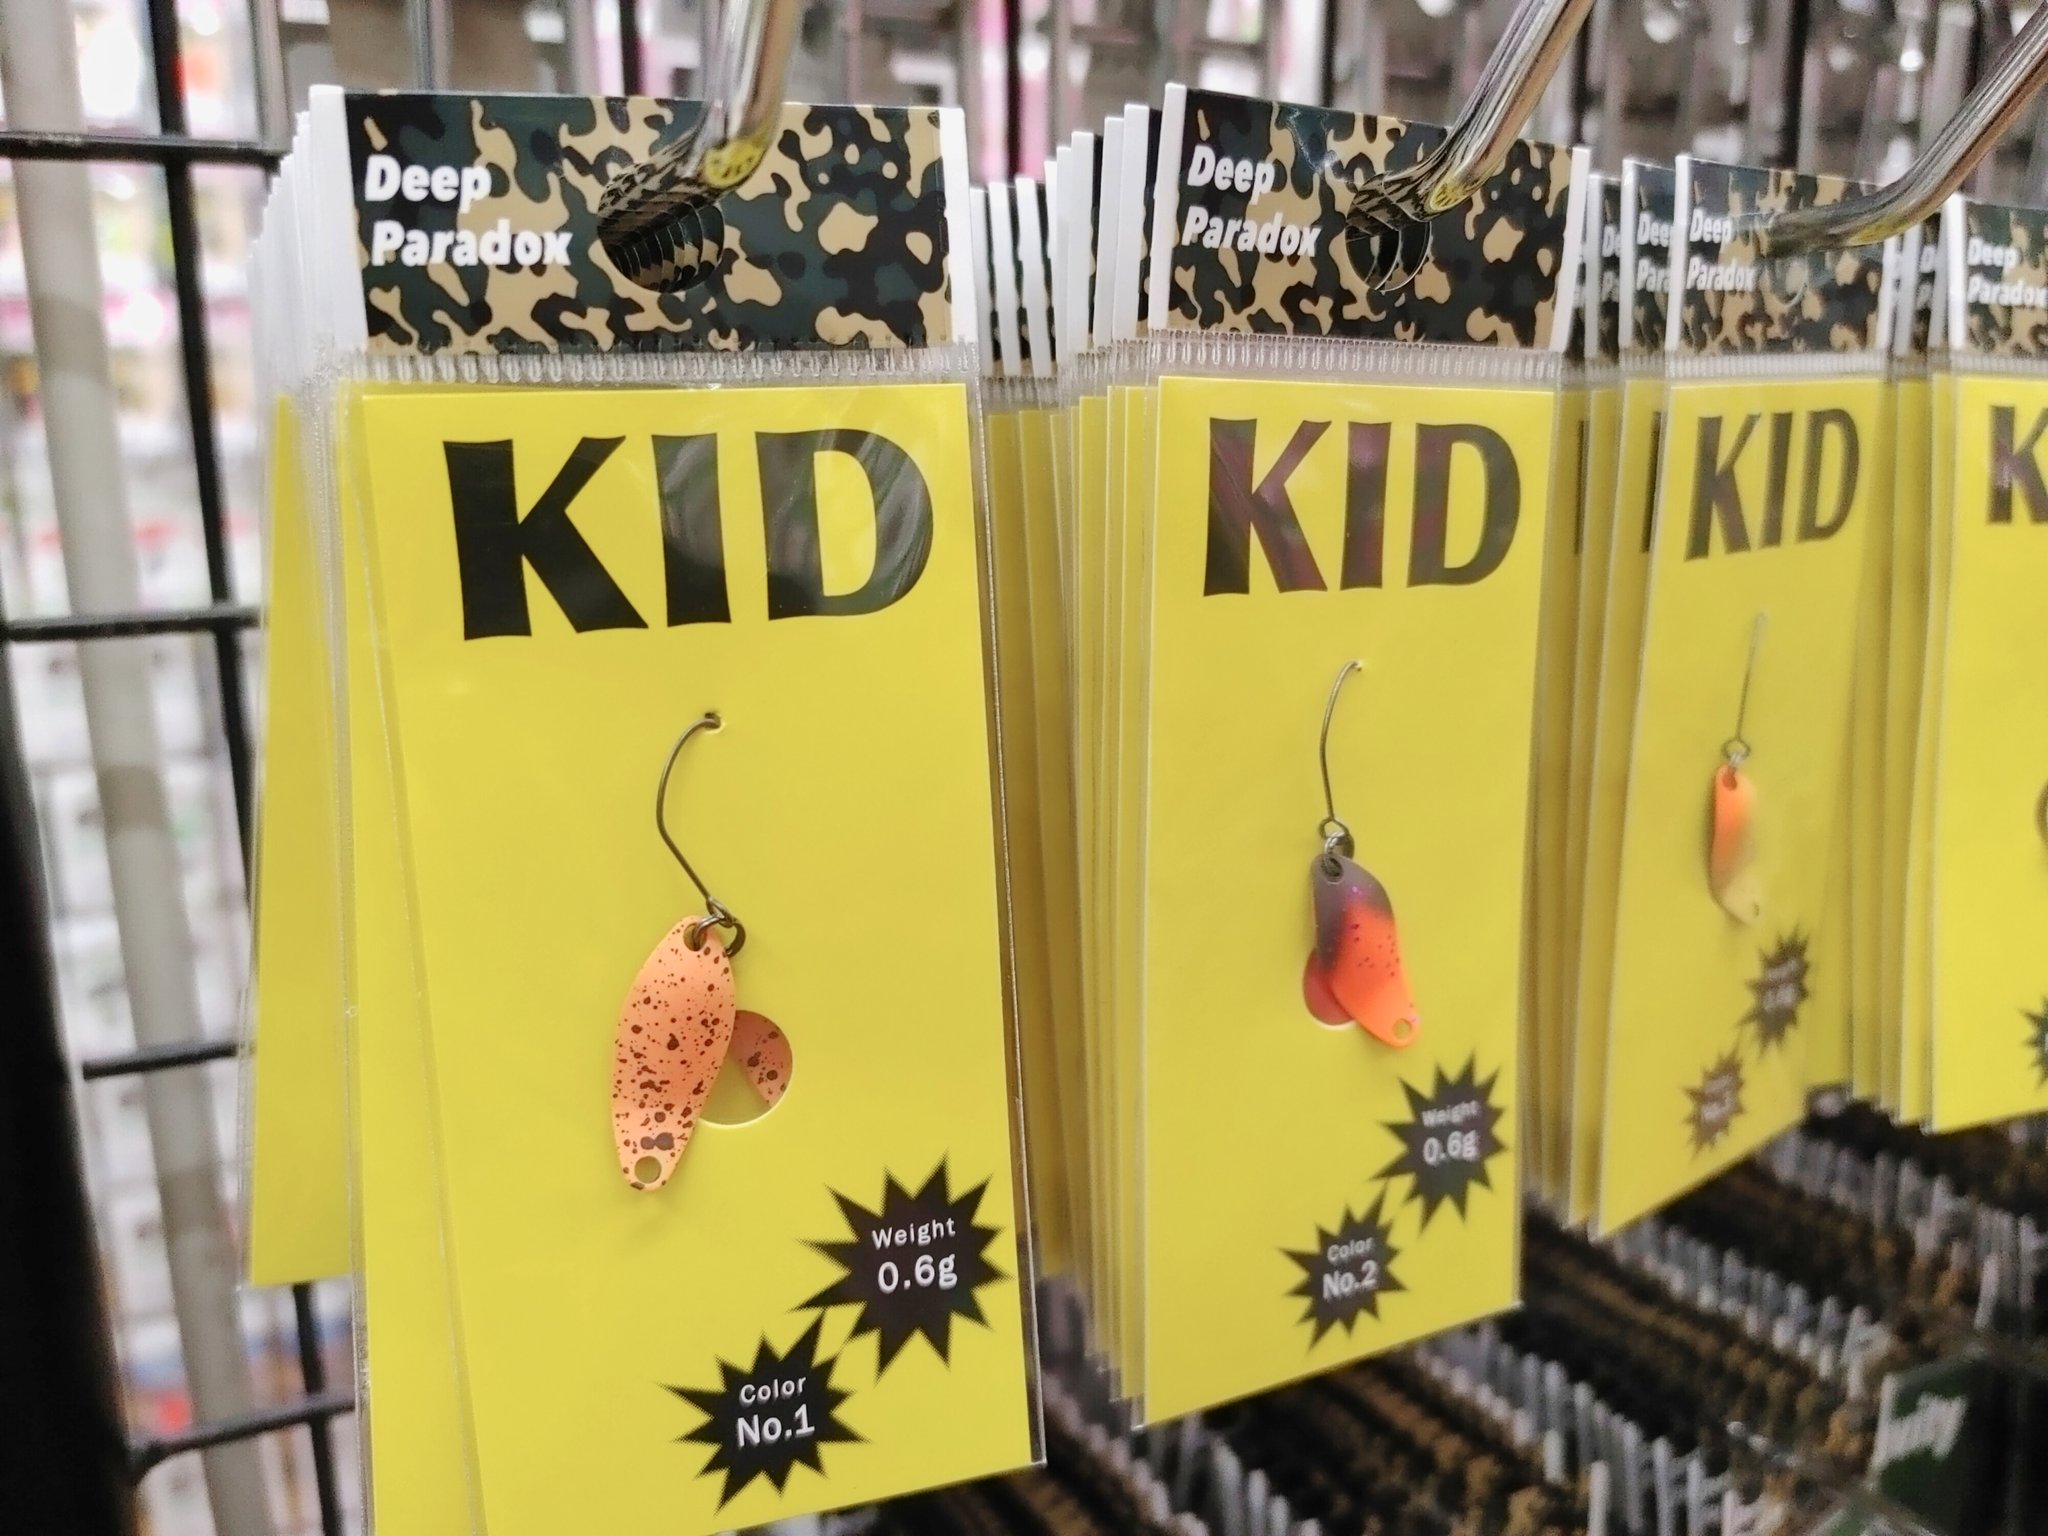 Deep
Paradox
KID
Weight
0.6g
Color
No.1
Deep
Paradox
KID
Weight
0.6g
Color
No.2
Deep
Paradox
KID
Deep
Paradox